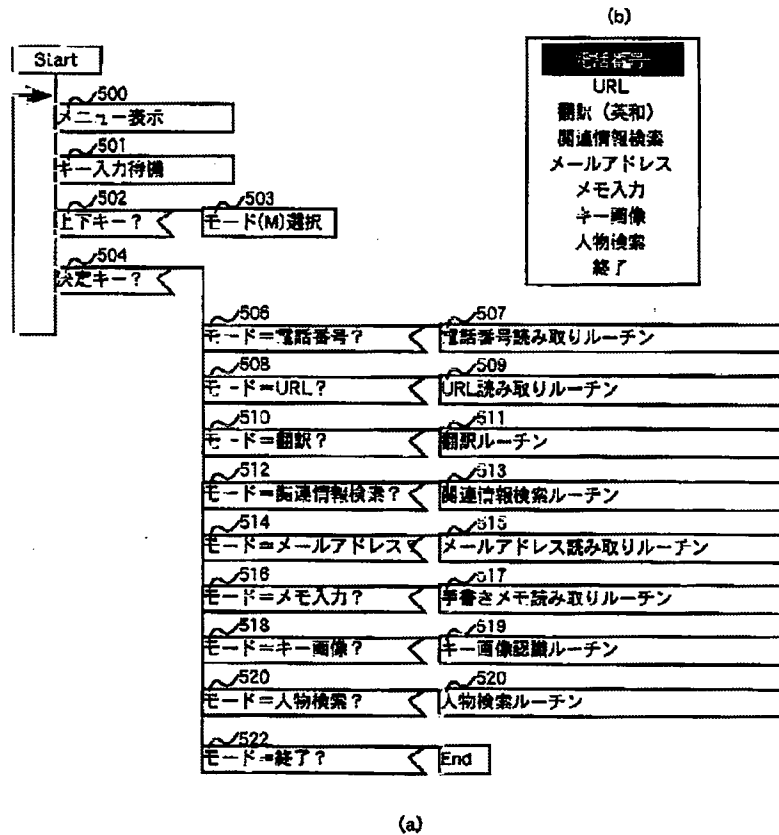 (b)
Start
500
メニュー表示
501
キー入力待機
502
上下キー？
503
モード(M)選択
504
決定キー？
電話番号
URL
翻訳（英和）
関連情報検索
メールアドレス
メモ入力
キー画像
人物検索
終了
506
モード＝電話番号？
507
電話番号読み取りルーチン
508
モード＝URL？
509
URL読み取りルーチン
510
モード＝翻訳？
511
翻訳ルーチン
512
モード＝関連情報検索？
513
関連情報検索ルーチン
514
モード＝メールアドレス？
515
メールアドレス読み取りルーチン
516
モード＝メモ入力？
517
手書きメモ読み取りルーチン
518
モード＝キー画像？
519
キー画像認識ルーチン
520
モード＝人物検索？
520
人物検索ルーチン
522
モード＝終了？
End
(a)